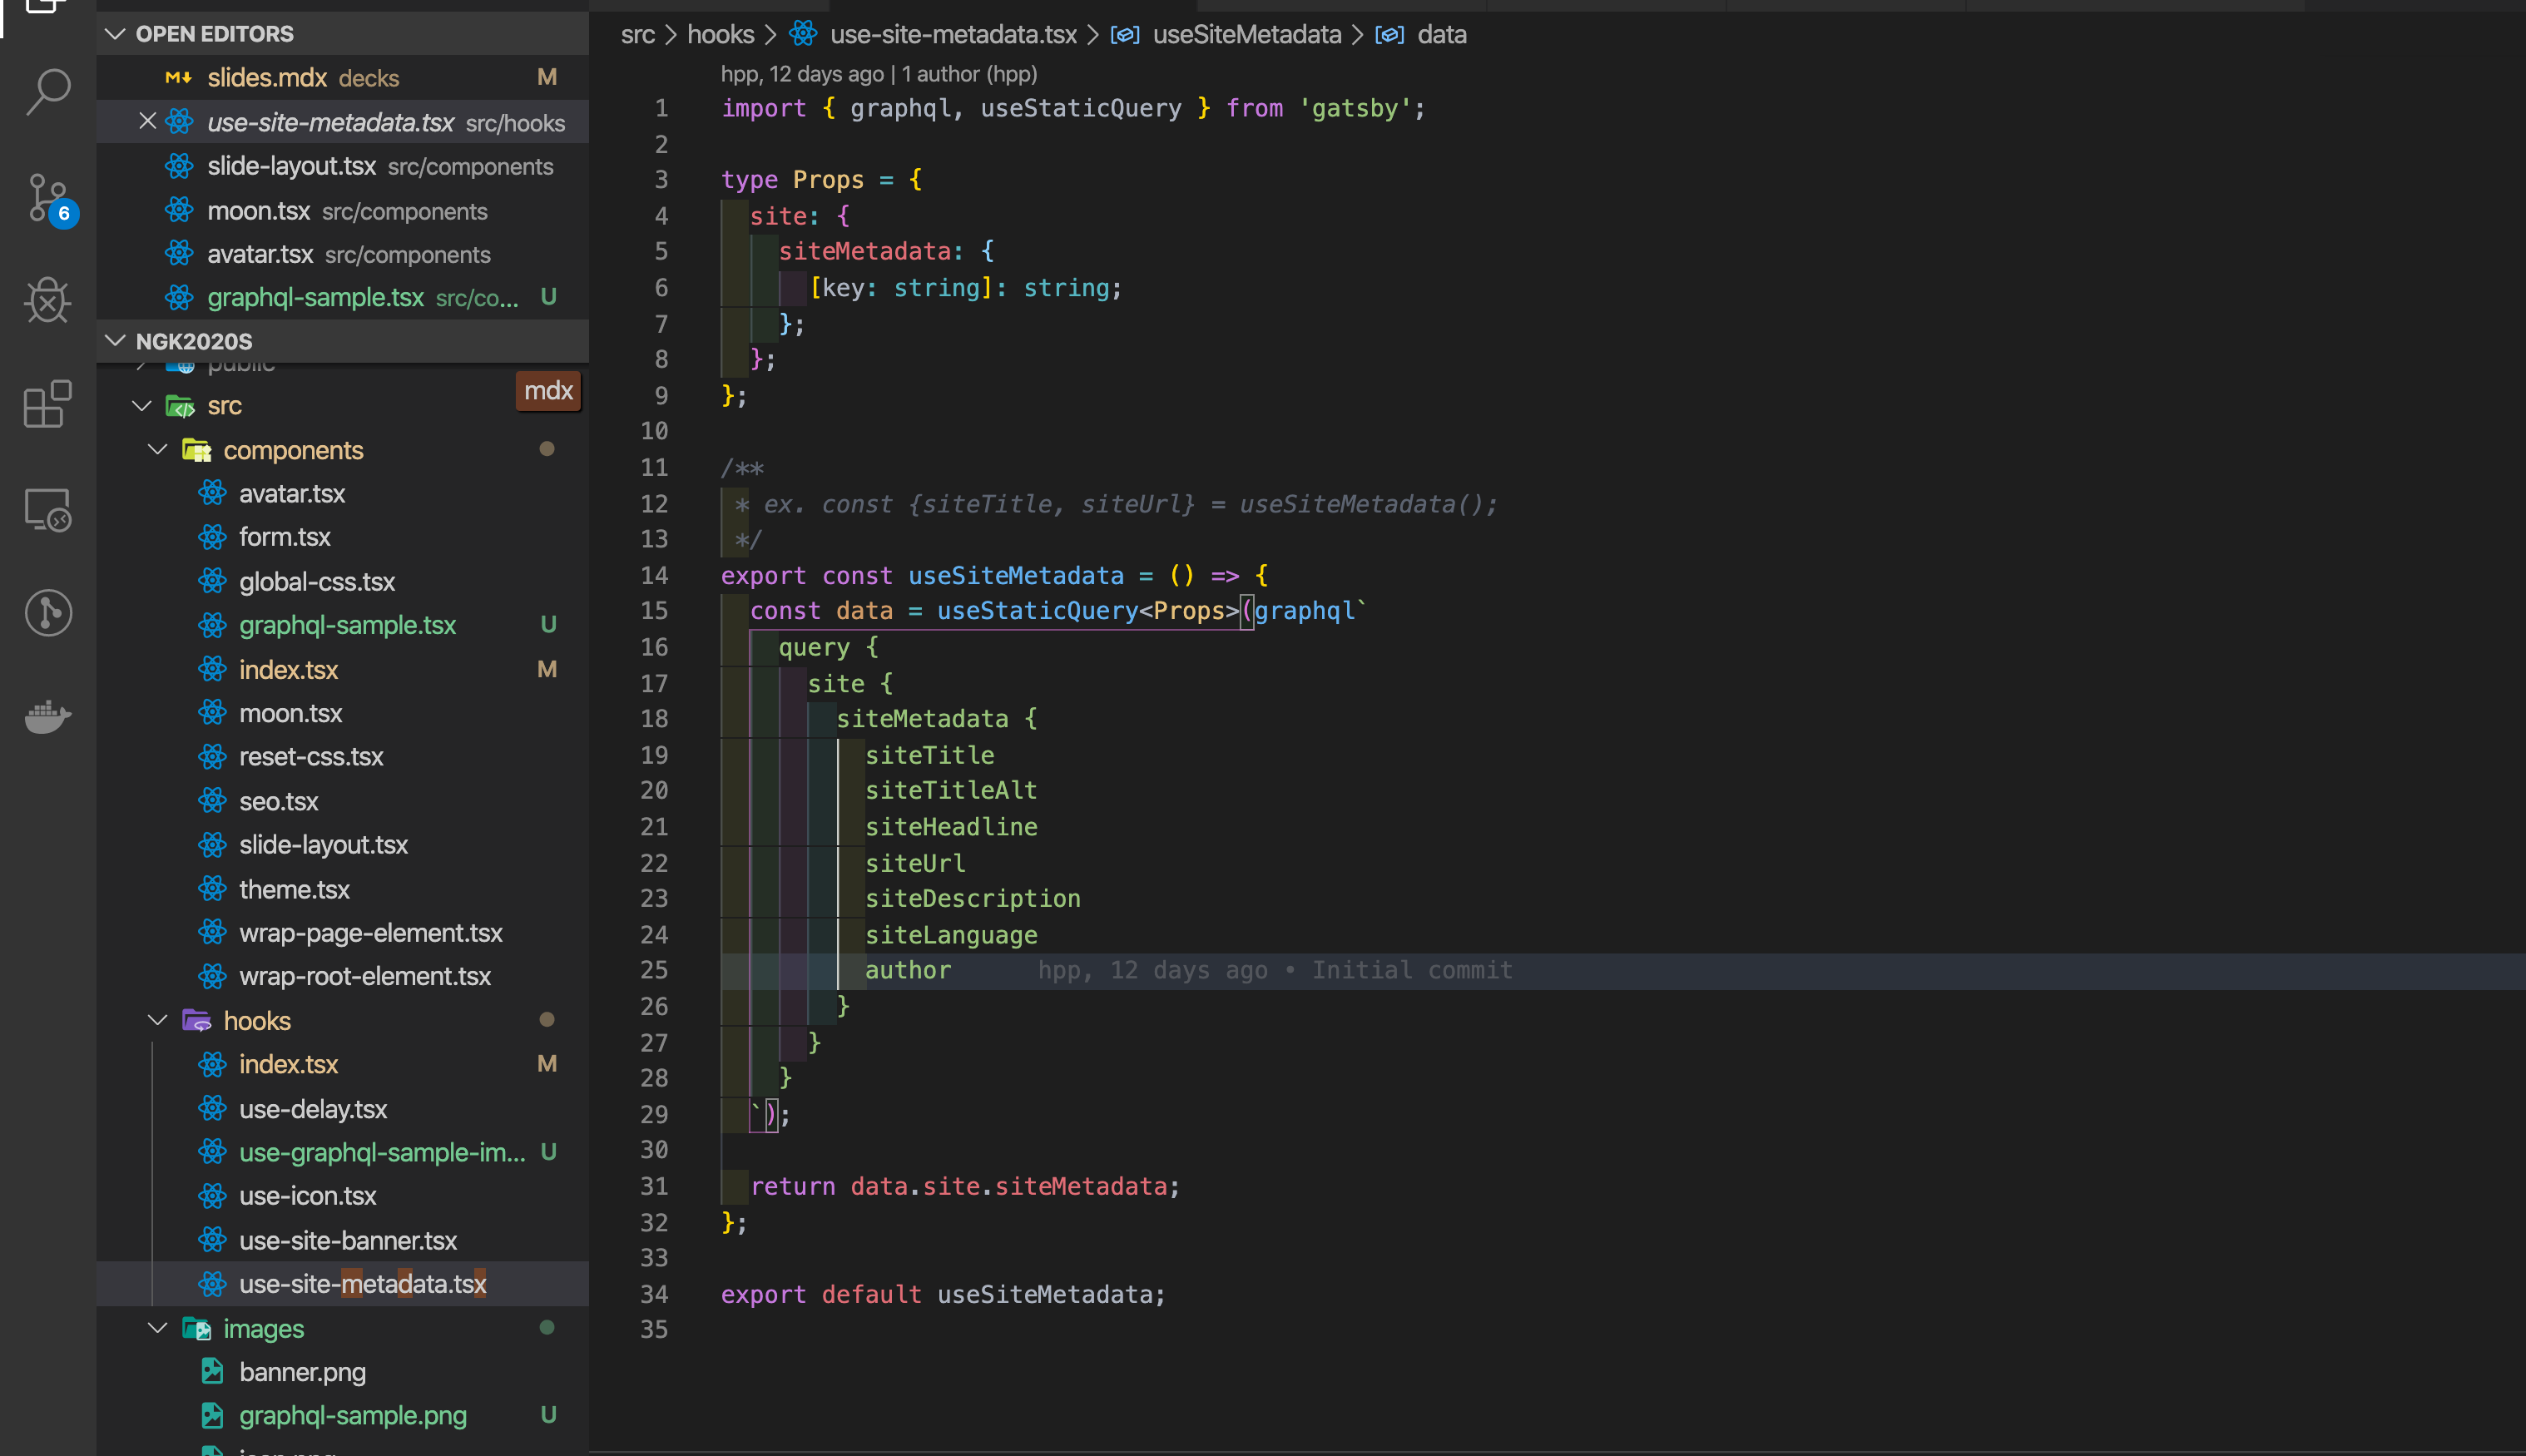 OPEN EDITORS
slides.mdx decks M
use-site-metadata.tsx src/hooks
slide-layout.tsx src/components
moon.tsx src/components
avatar.tsx src/components
graphql-sample.tsx src/co... U
6
NGK2020S
public
mdx
src
components
avatar.tsx
form.tsx
global-css.tsx
graphql-sample.tsx U
index.tsx M
moon.tsx
reset-css.tsx
seo.tsx
slide-layout.tsx
theme.tsx
wrap-page-element.tsx
wrap-root-element.tsx
hooks
index.tsx M
use-delay.tsx
use-graphql-sample-im... U
use-icon.tsx
use-site-banner.tsx
use-site-metadata.tsx
images
banner.png
graphql-sample.png U
src > hooks > use-site-metadata.tsx > useSiteMetadata > data
hpp, 12 days ago | 1 author (hpp)
1 import { graphql, useStaticQuery } from 'gatsby';
2
3 type Props = {
4 site: {
5 siteMetadata: {
6 [key: string]: string;
7 };
8 };
9 };
10
11 /**
12 * ex. const {siteTitle, siteUrl} = useSiteMetadata();
13 */
14 export const useSiteMetadata = () => {
15 const data = useStaticQuery<Props>(graphql`
16 query {
17 site {
18 siteMetadata {
19 siteTitle
20 siteTitleAlt
21 siteHeadline
22 siteUrl
23 siteDescription
24 siteLanguage
25 author hpp, 12 days ago • Initial commit
26 }
27 }
28 }
29 `);
30
31 return data.site.siteMetadata;
32 };
33
34 export default useSiteMetadata;
35